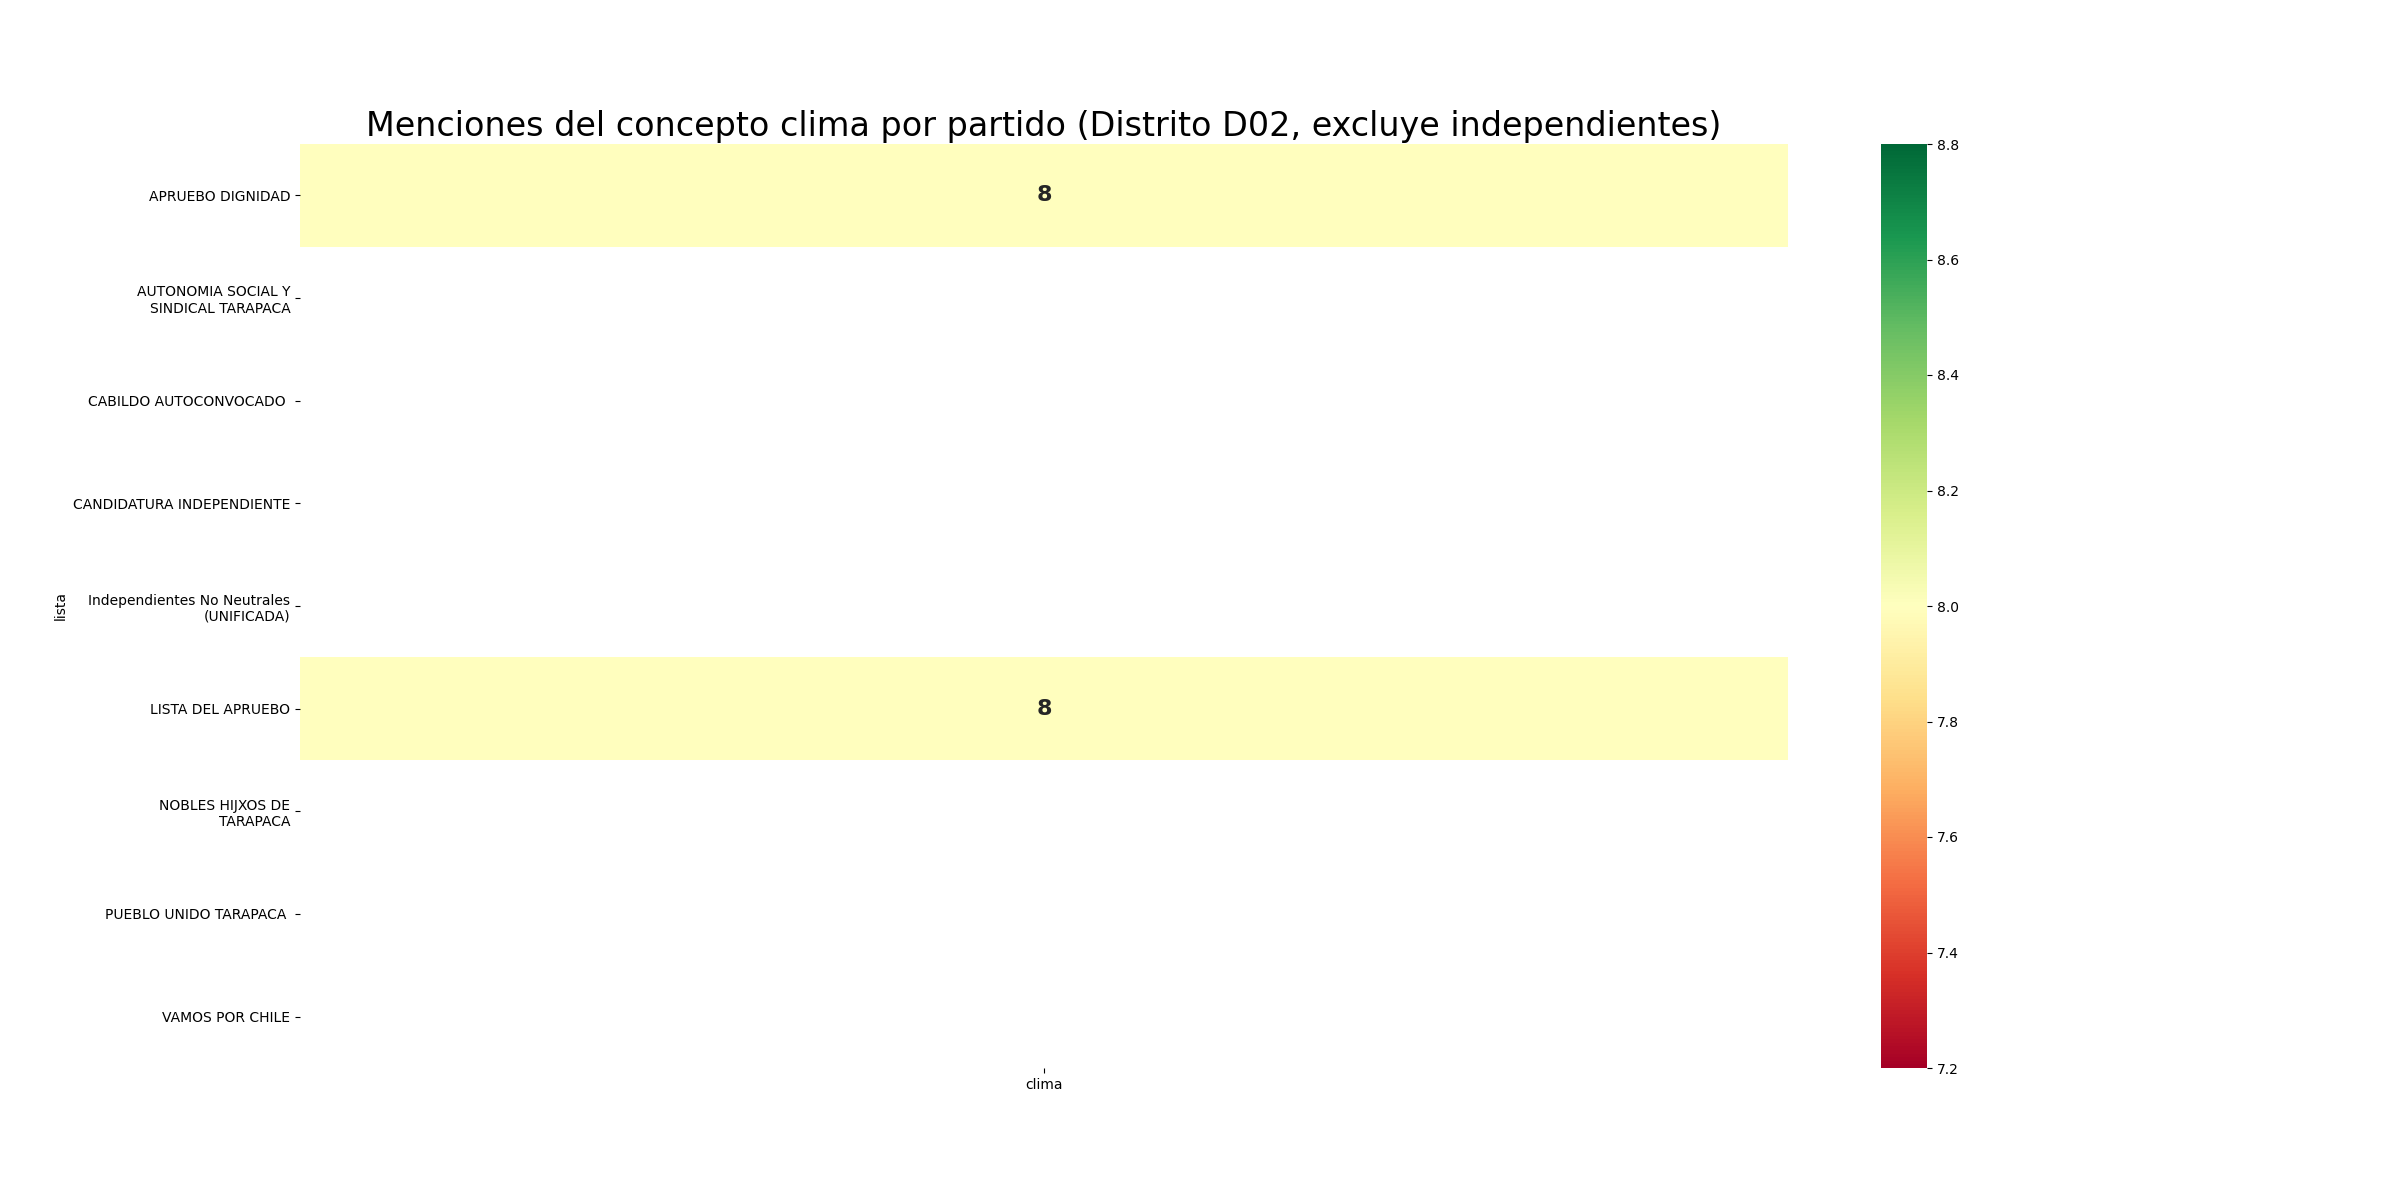 Menciones del concepto clima por partido (Distrito D02, excluye independientes)
APRUEBO DIGNIDAD
8
AUTONOMIA SOCIAL Y
SINDICAL TARAPACA
CABILDO AUTOCONVOCADO
CANDIDATURA INDEPENDIENTE
Independientes No Neutrales
(UNIFICADA)
LISTA DEL APRUEBO
8
NOBLES HIJXOS DE
TARAPACA
PUEBLO UNIDO TARAPACA
VAMOS POR CHILE
lista
clima
8.8
8.6
8.4
8.2
8.0
7.8
7.6
7.4
7.2